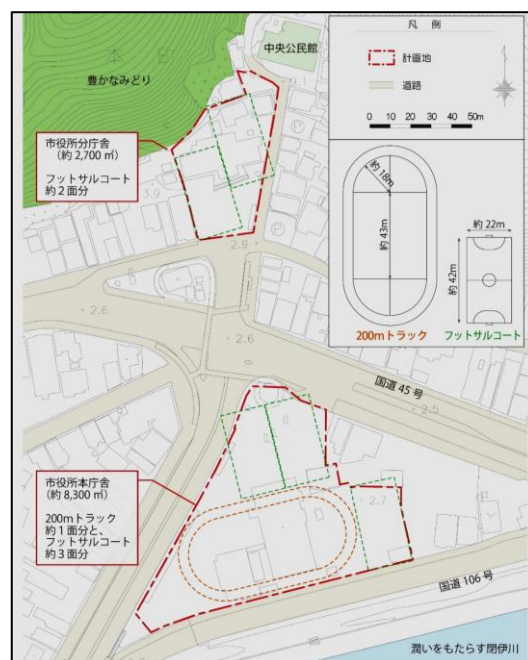 中央公民館
豊かなみどり
3.1
市役所分庁舎
（約 2,700 ㎡）
フットサルコート
約 2 面分
3.9
2.9
2.6
2.6
凡　例
計画地
道路
0 10 20 30 40 50m
約18m
約43m
約 22m
約 42m
200mトラック
フットサルコート
国道 45 号
2.5
市役所本庁舎
（約 8,300 ㎡）
200mトラック
約 1 面分と、
フットサルコート
約 3 面分
2.7
国道 106 号
潤いをもたらす閉伊川